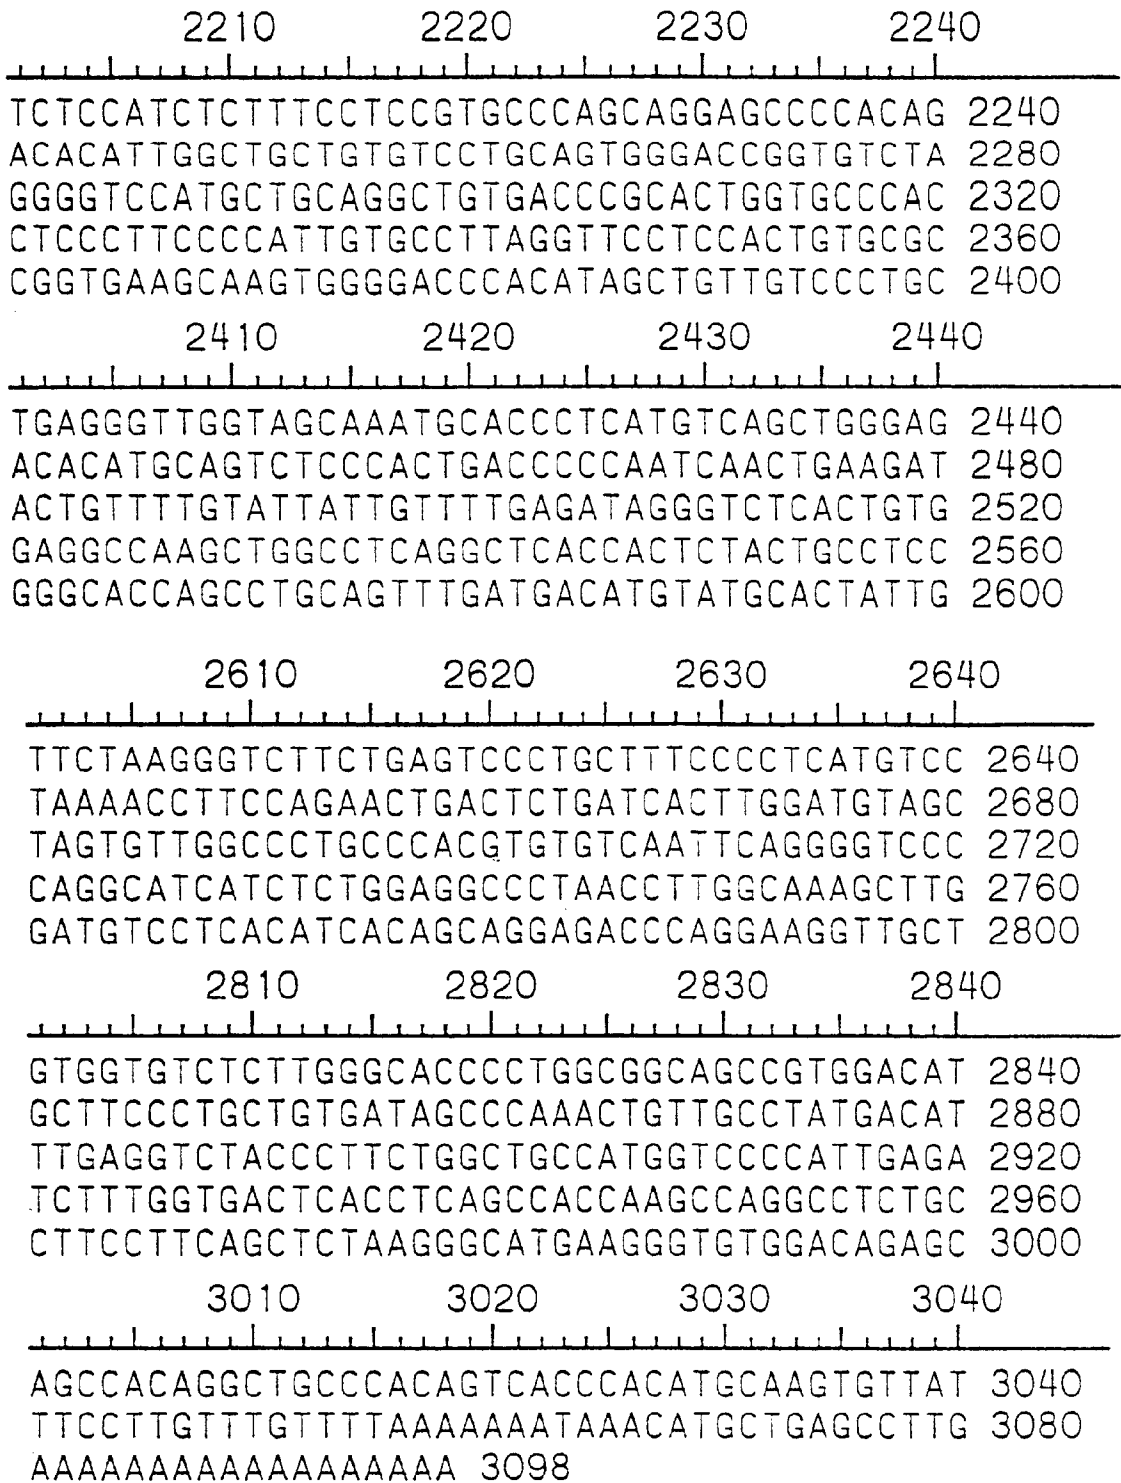 2210 2220 2230 2240
TCTCCATCTCTTTCCTCCGTGCCCAGCAGGAGCCCCACAG 2240
ACACATTGGCTGCTGTGTCCTGCAGTGGGACCGGTGTCTA 2280
GGGGTCCATGCTGCAGGCTGTGACCCGCACTGGTGCCCAC 2320
CTCCCTTCCCCATTGTGCCTTAGGTTCCTCCACTGTGCGC 2360
CGGTGAAGCAAGTGGGGACCCACATAGCTGTTGTCCCTGC 2400
2410 2420 2430 2440
TGAGGGTTGGTAGCAAATGCACCCTCATGTCAGCTGGGAG 2440
ACACATGCAGTCTCCCACTGACCCCCAATCAACTGAAGAT 2480
ACTGTTTTGTATTATTGTTTTGAGATAGGGTCTCACTGTG 2520
GAGGCCAAGCTGGCCTCAGGCTCACCACTCTACTGCCTCC 2560
GGGCACCAGCCTGCAGTTTGATGACATGTATGCACTATTG 2600
2610 2620 2630 2640
TTCTAAGGGTCTTCTGAGTCCCTGCTTTCCCCTCATGTCC 2640
TAAAACCTTCCAGAACTGACTCTGATCACTTGGATGTAGC 2680
TAGTGTTGGCCCTGCCCACGTGTGTCAATTCAGGGGTCCC 2720
CAGGCATCATCTCTGGAGGCCCTAACCTTGGCAAAGCTTG 2760
GATGTCCTCACATCACAGCAGGAGACCCAGGAAGGTTGCT 2800
2810 2820 2830 2840
GTGGTGTCTCTTGGGCACCCCTGGCGGCAGCCGTGGACAT 2840
GCTTCCCTGCTGTGATAGCCCAAACTGTTGCCTATGACAT 2880
TTGAGGTCTACCCTTCTGGCTGCCATGGTCCCCATTGAGA 2920
TCTTTGGTGACTCACCTCAGCCACCAAGCCAGGCCTCTGC 2960
CTTCCTTCAGCTCTAAGGGCATGAAGGGTGTGGACAGAGC 3000
3010 3020 3030 3040
AGCCACAGGCTGCCCACAGTCACCCACATGCAAGTGTTAT 3040
TTCCTTGTTTGTTTTAAAAAAATAAACATGCTGAGCCTTG 3080
AAAAAAAAAAAAAAAAAA 3098